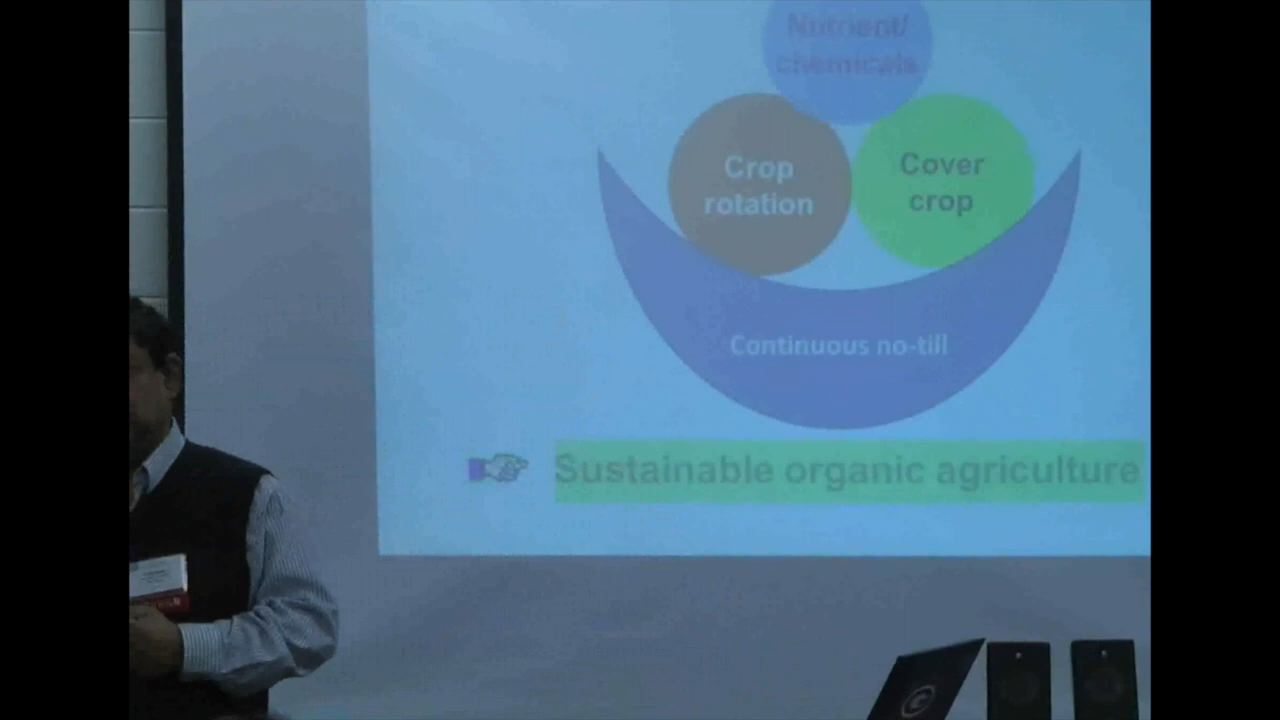 Nutrient/
chemicals
Crop
rotation
Cover
crop
Continuous no-till
Sustainable organic agriculture